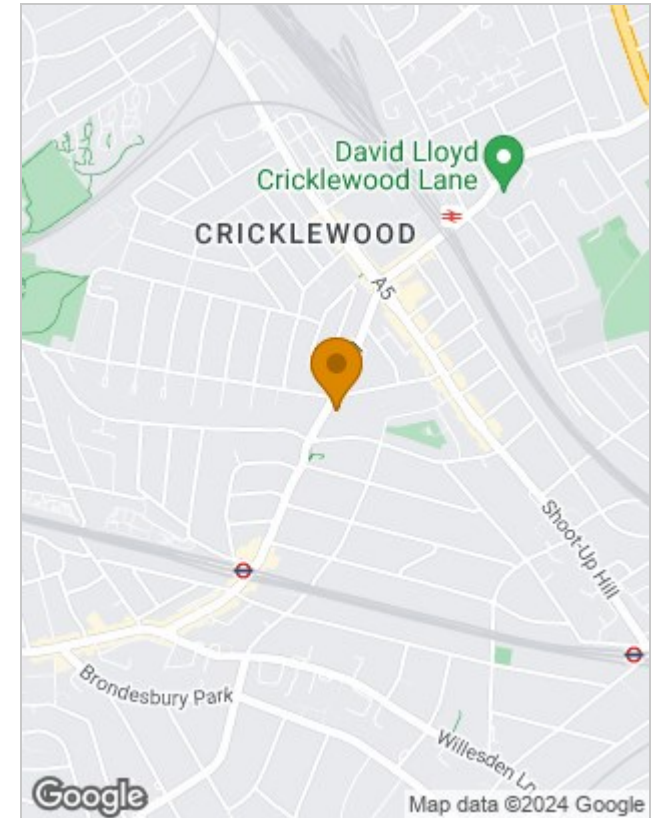 David Lloyd
Cricklewood Lane
CRICKLEWOOD
A5
Shoot-Up Hill
Brondesbury Park
Willesden Ln
Google
Map data ©2024 Google